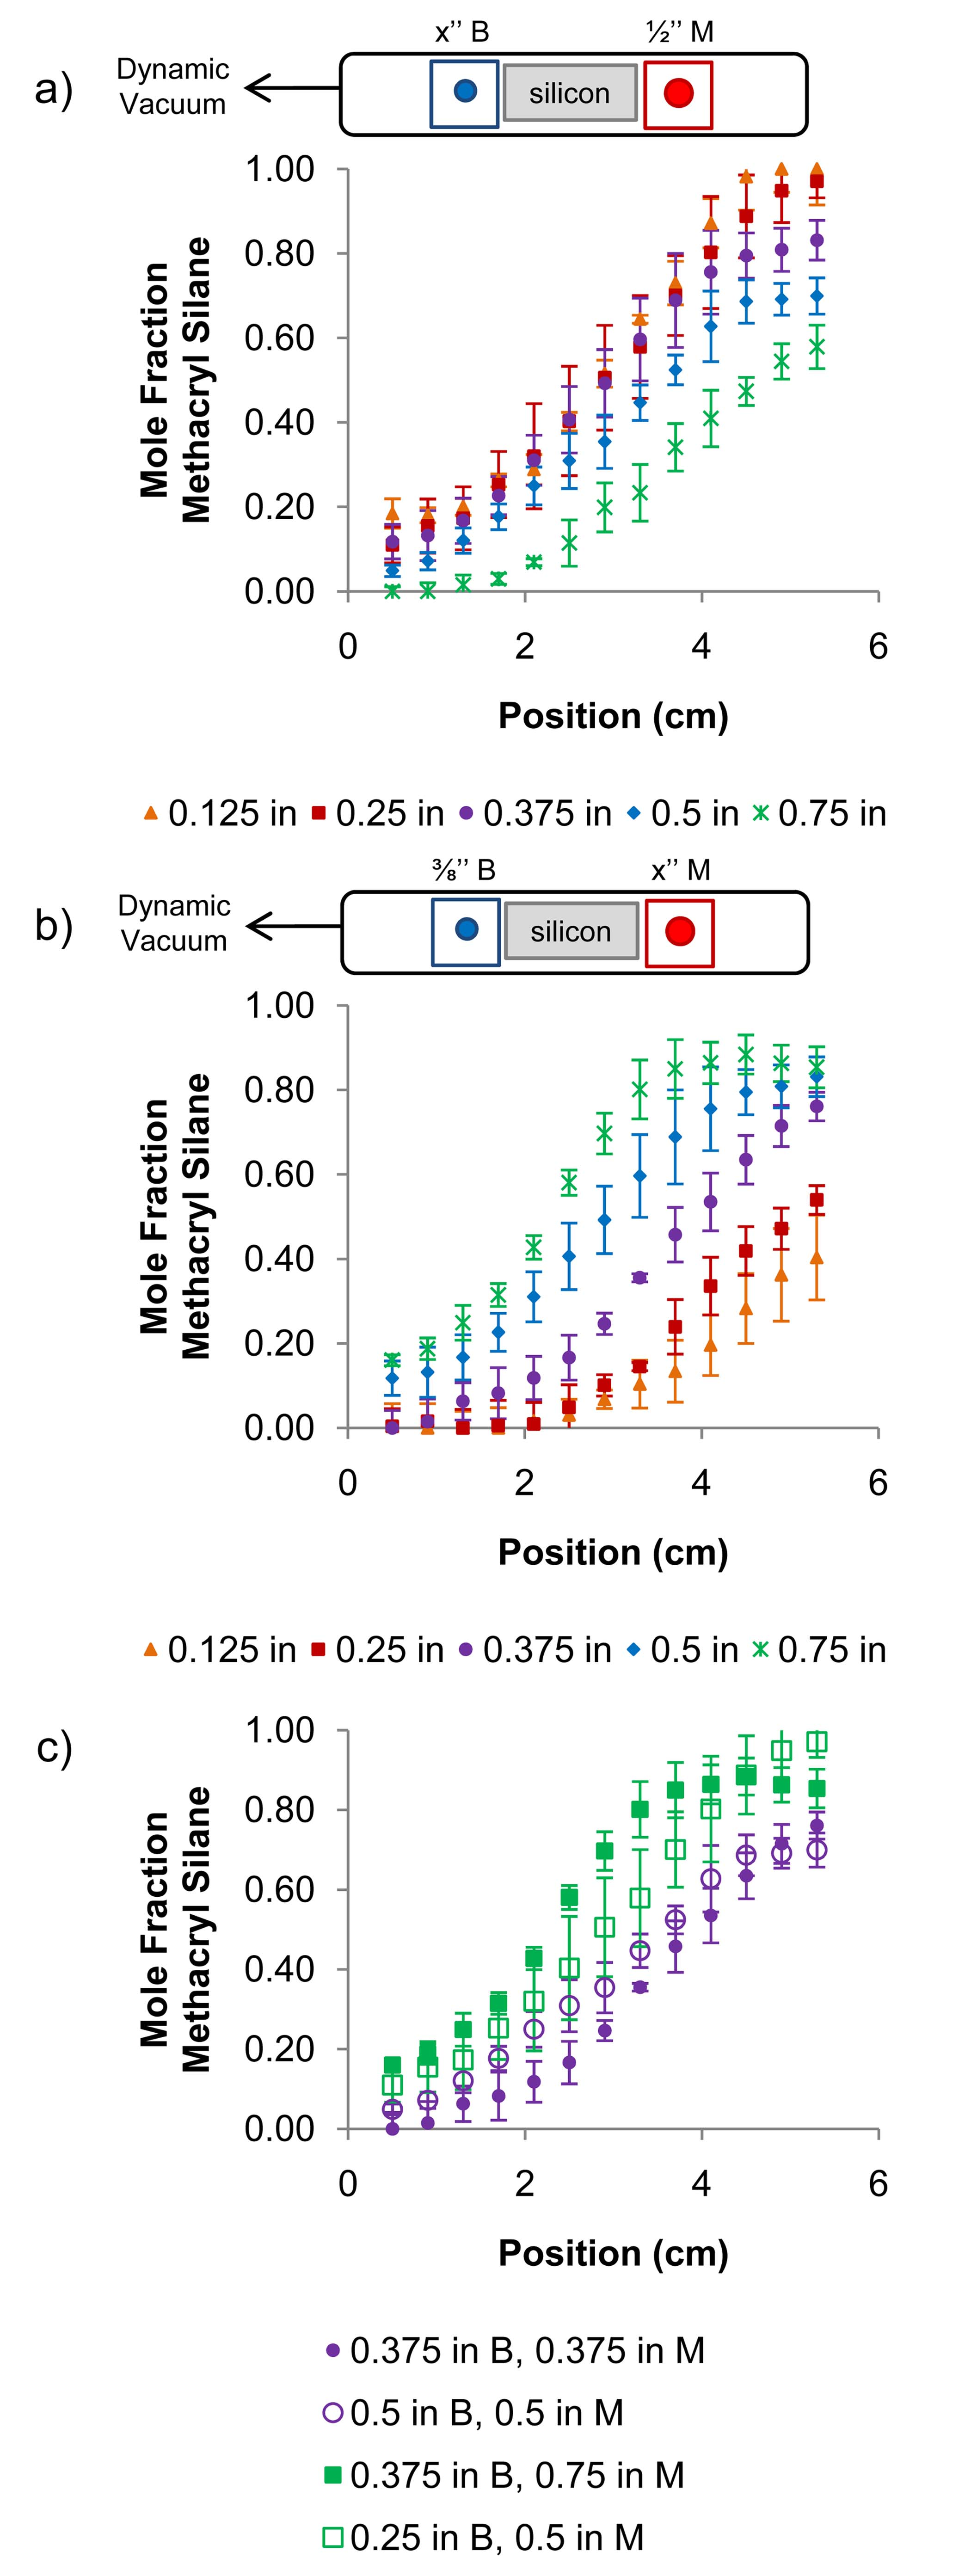 x’’ B
½’’ M
a)
Dynamic
Vacuum
silicon
Mole Fraction
Methacryl Silane
1.00
0.80
0.60
0.40
0.20
0.00
0 2 4 6
Position (cm)
0.125 in 0.25 in 0.375 in 0.5 in 0.75 in
⅜’’ B
x’’ M
b)
Dynamic
Vacuum
silicon
Mole Fraction
Methacryl Silane
1.00
0.80
0.60
0.40
0.20
0.00
0 2 4 6
Position (cm)
0.125 in 0.25 in 0.375 in 0.5 in 0.75 in
c)
Mole Fraction
Methacryl Silane
1.00
0.80
0.60
0.40
0.20
0.00
0 2 4 6
Position (cm)
0.375 in B, 0.375 in M
0.5 in B, 0.5 in M
0.375 in B, 0.75 in M
0.25 in B, 0.5 in M